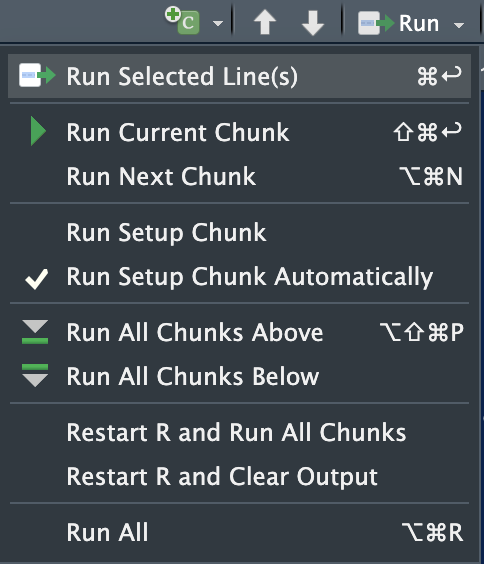 C
Run
Run Selected Line(s) ⌘↩
Run Current Chunk ⇧⌘↩
Run Next Chunk ⌥⌘N
Run Setup Chunk
Run Setup Chunk Automatically
Run All Chunks Above ⌥⇧⌘P
Run All Chunks Below
Restart R and Run All Chunks
Restart R and Clear Output
Run All ⌥⌘R